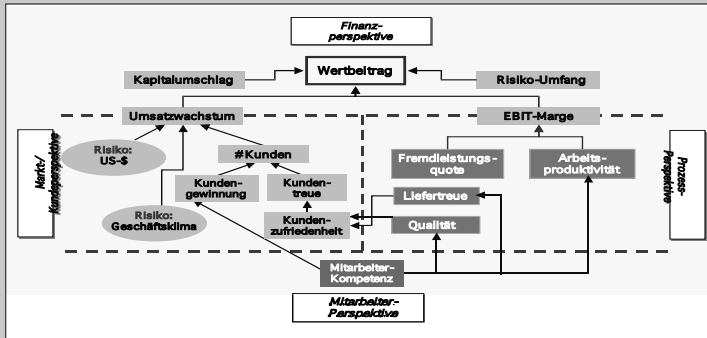 Finanz-
perspektive
Wertbeitrag
Kapitalumschlag
Risiko-Umfang
Umsatzwachstum
EBIT-Marge
Markt-/
Kundeperspektive
Risiko:
US-$
#Kunden
Fremdleistungs-
quote
Arbeits-
produktivität
Prozess-
Perspektive
Kunden-
gewinnung
Kunden-
treue
Liefertreue
Risiko:
Geschäftsklima
Kunden-
zufriedenheit
Qualität
Mitarbeiter-
Kompetenz
Mitarbeiter-
Perspektive